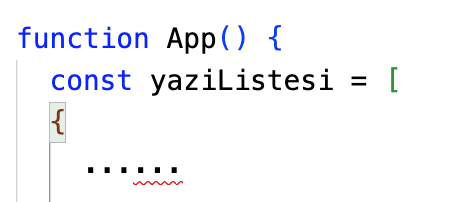 function App() {
const yaziListesi = [
{
......